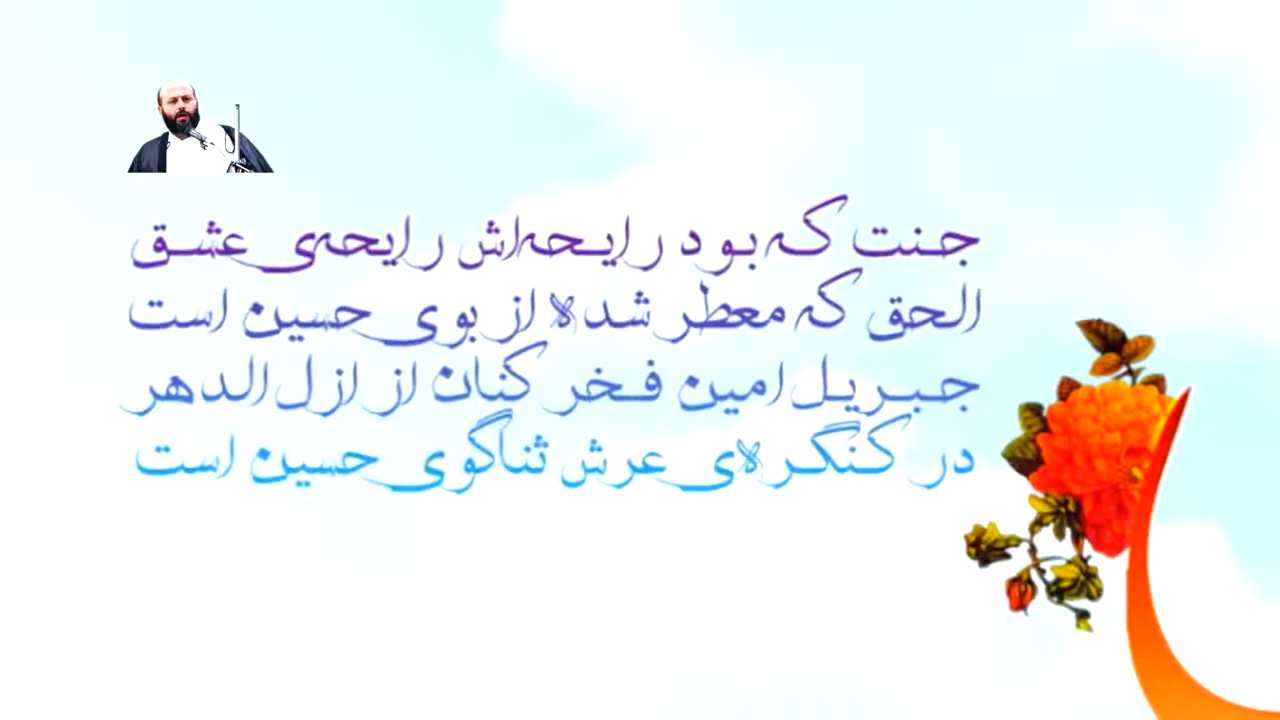 جنت که بود رایحه‌اش رایحه‌ی عشق
الحق که معطر شده از بوی حسین است
جبریل امین فخر کنان از ازل الدهر
در کنگره‌ی عرش ثناگوی حسین است